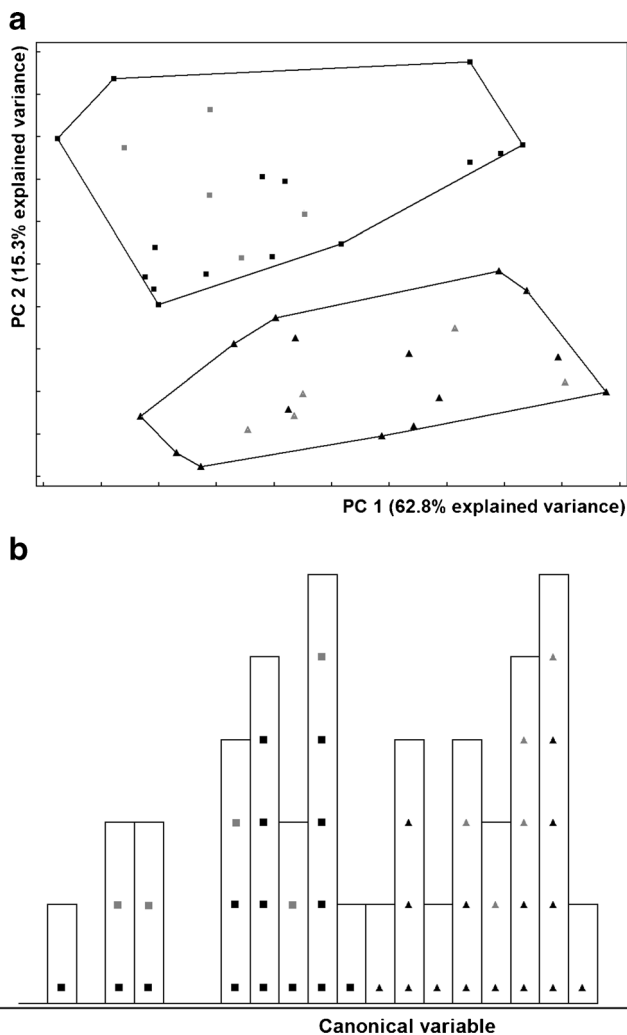 a
PC 2 (15.3% explained variance)
PC 1 (62.8% explained variance)
b
Canonical variable